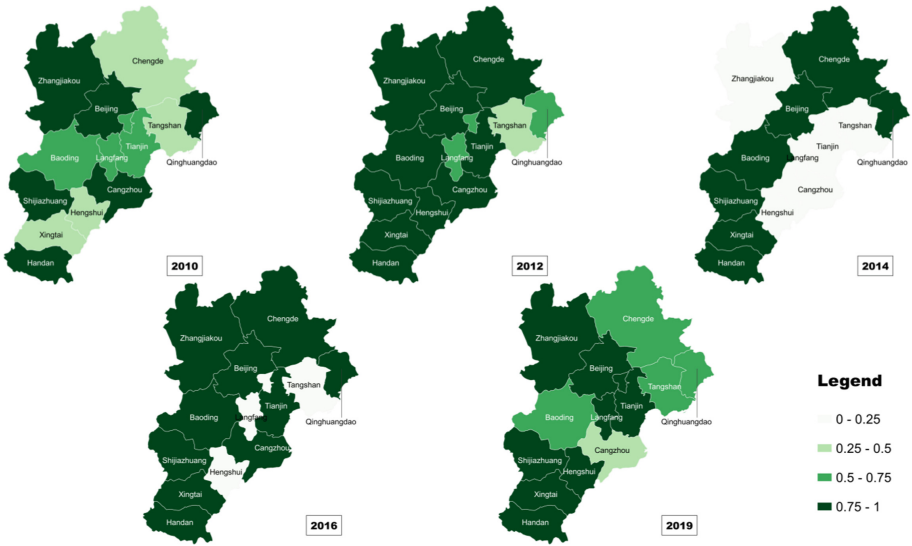 Chengde
Zhangjiakou
Beijing
Tangshan
Tianjin
Baoding
Langfang
Qinghuangdao
Cangzhou
Shijiazhuang
Hengshui
Xingtai
Handan
2010
Chengde
Zhangjiakou
Beijing
Tangshan
Tianjin
Baoding
Langfang
Qinghuangdao
Cangzhou
Shijiazhuang
Hengshui
Xingtai
Handan
2012
Chengde
Zhangjiakou
Beijing
Tangshan
Tianjin
Baoding
Langfang
Qinghuangdao
Cangzhou
Shijiazhuang
Hengshui
Xingtai
Handan
2014
Chengde
Zhangjiakou
Beijing
Tangshan
Tianjin
Baoding
Langfang
Qinghuangdao
Cangzhou
Shijiazhuang
Hengshui
Xingtai
Handan
2016
Chengde
Zhangjiakou
Beijing
Tangshan
Tianjin
Baoding
Langfang
Qinghuangdao
Cangzhou
Shijiazhuang
Hengshui
Xingtai
Handan
2019
Legend
0 - 0.25
0.25 - 0.5
0.5 - 0.75
0.75 - 1